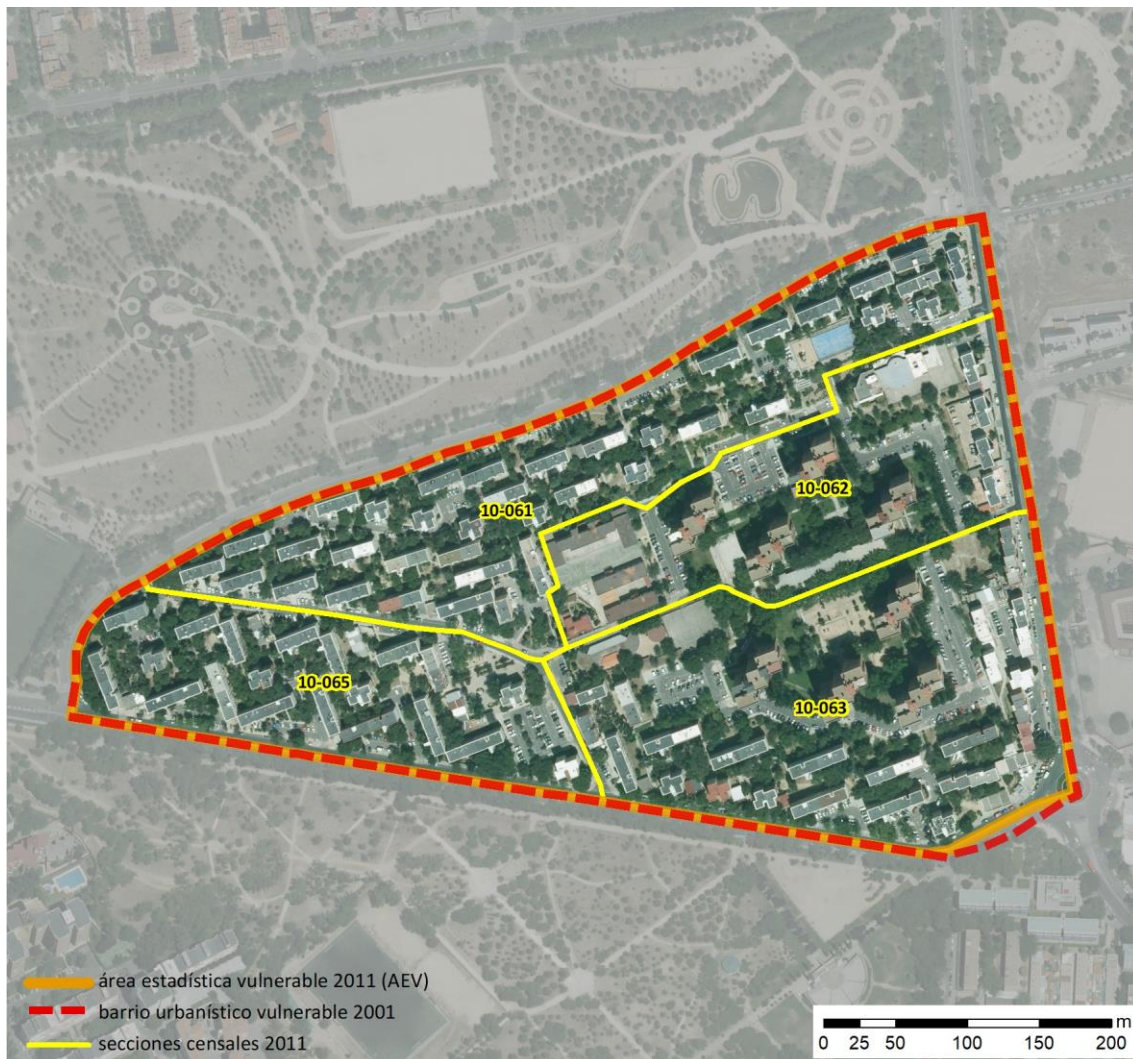 10-062
10-061
10-065
10-063
área estadística vulnerable 2011 (AEV)
barrio urbanístico vulnerable 2001
secciones censales 2011
m
0 25 50 100 150 200